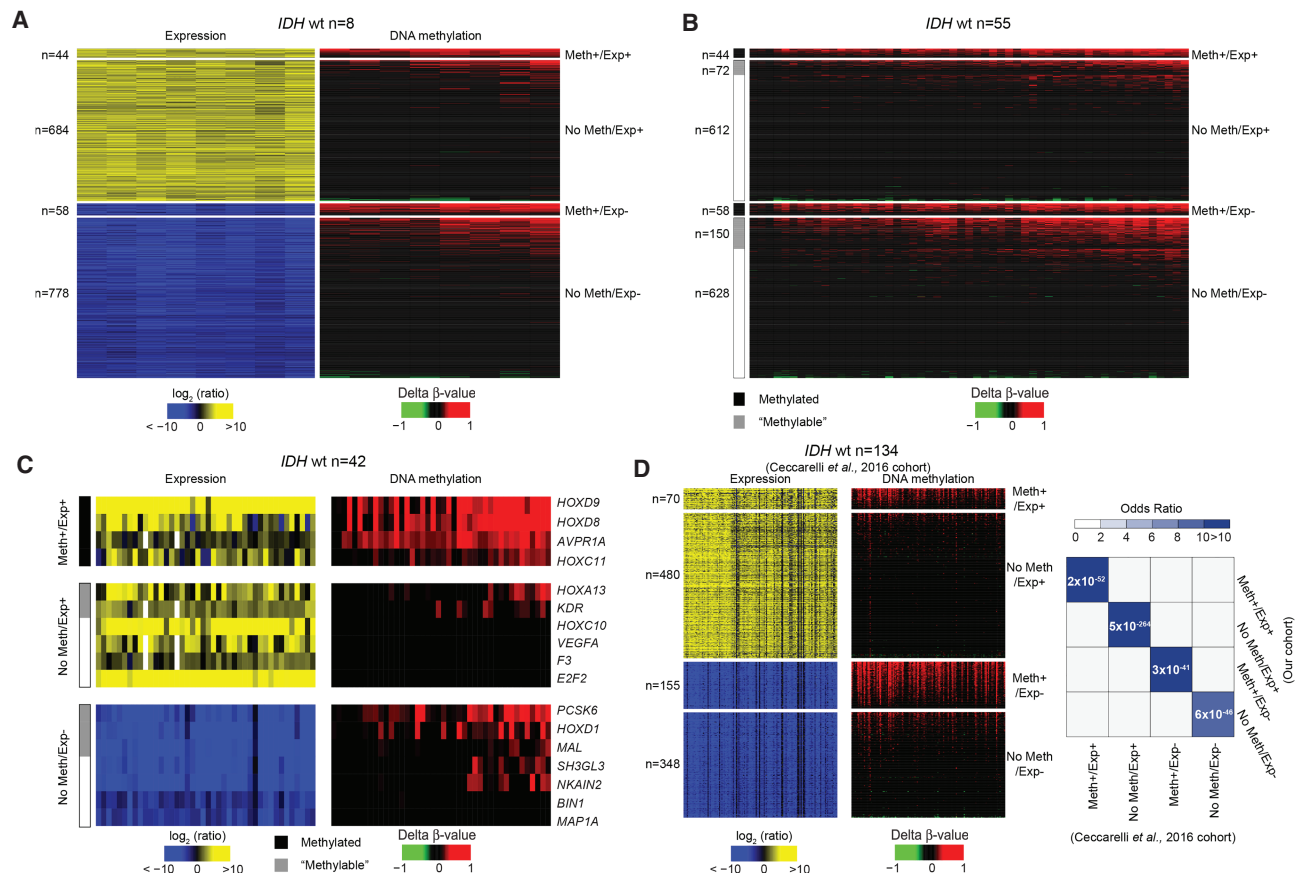 A
IDH wt n=8
Expression
DNA methylation
n=44
Meth+/Exp+
n=684
No Meth/Exp+
n=58
Meth+/Exp-
n=778
No Meth/Exp-
log2 (ratio)
< −10 0 >10
Delta β-value
−1 0 1
B
IDH wt n=55
n=44
Meth+/Exp+
n=72
n=612
No Meth/Exp+
n=58
Meth+/Exp-
n=150
n=628
No Meth/Exp-
Methylated
"Methylable"
Delta β-value
−1 0 1
C
IDH wt n=42
Expression
DNA methylation
Meth+/Exp+
HOXD9
HOXD8
AVPR1A
HOXC11
No Meth/Exp+
HOXA13
KDR
HOXC10
VEGFA
F3
E2F2
No Meth/Exp-
PCSK6
HOXD1
MAL
SH3GL3
NKAIN2
BIN1
MAP1A
log2 (ratio)
< −10 0 >10
Methylated
"Methylable"
Delta β-value
−1 0 1
D
IDH wt n=134
(Ceccarelli et al., 2016 cohort)
Expression
DNA methylation
n=70
Meth+
/Exp+
n=480
No Meth
/Exp+
n=155
Meth+
/Exp-
n=348
No Meth
/Exp-
log2 (ratio)
< −10 0 >10
Delta β-value
−1 0 1
Odds Ratio
0 2 4 6 8 10 >10
2x10-52
5x10-264
3x10-41
6x10-46
Meth+/Exp+
No Meth/Exp+
Meth+/Exp-
No Meth/Exp-
(Our cohort)
Meth+/Exp+
No Meth/Exp+
Meth+/Exp-
No Meth/Exp-
(Ceccarelli et al., 2016 cohort)